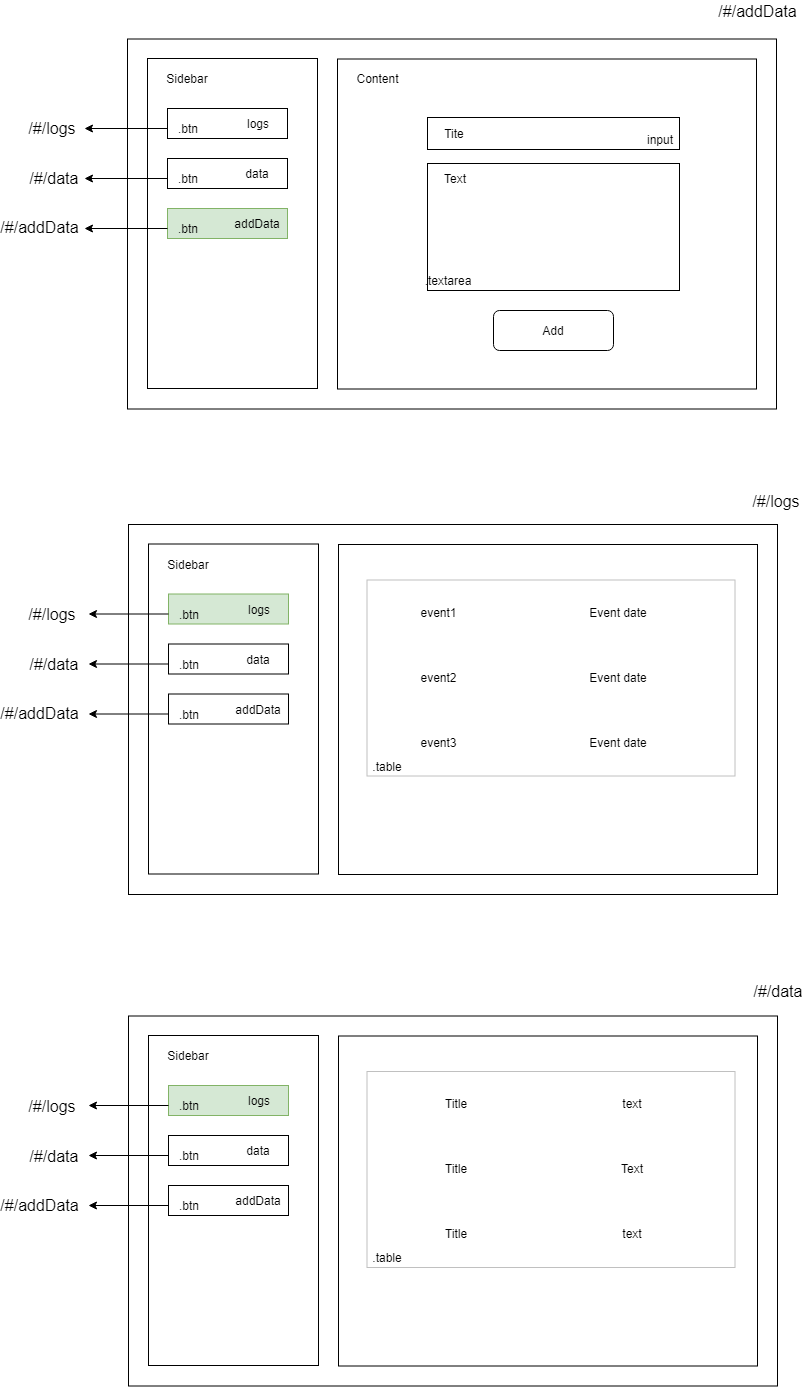 /#/addData
Sidebar
Content
/#/logs
.btn logs
/#/data
.btn data
/#/addData
.btn addData
Tite
input
Text
.textarea
Add
/#/logs
Sidebar
/#/logs
.btn logs
/#/data
.btn data
/#/addData
.btn addData
event1 Event date
event2 Event date
event3 Event date
.table
/#/data
Sidebar
/#/logs
.btn logs
/#/data
.btn data
/#/addData
.btn addData
Title text
Title Text
Title text
.table